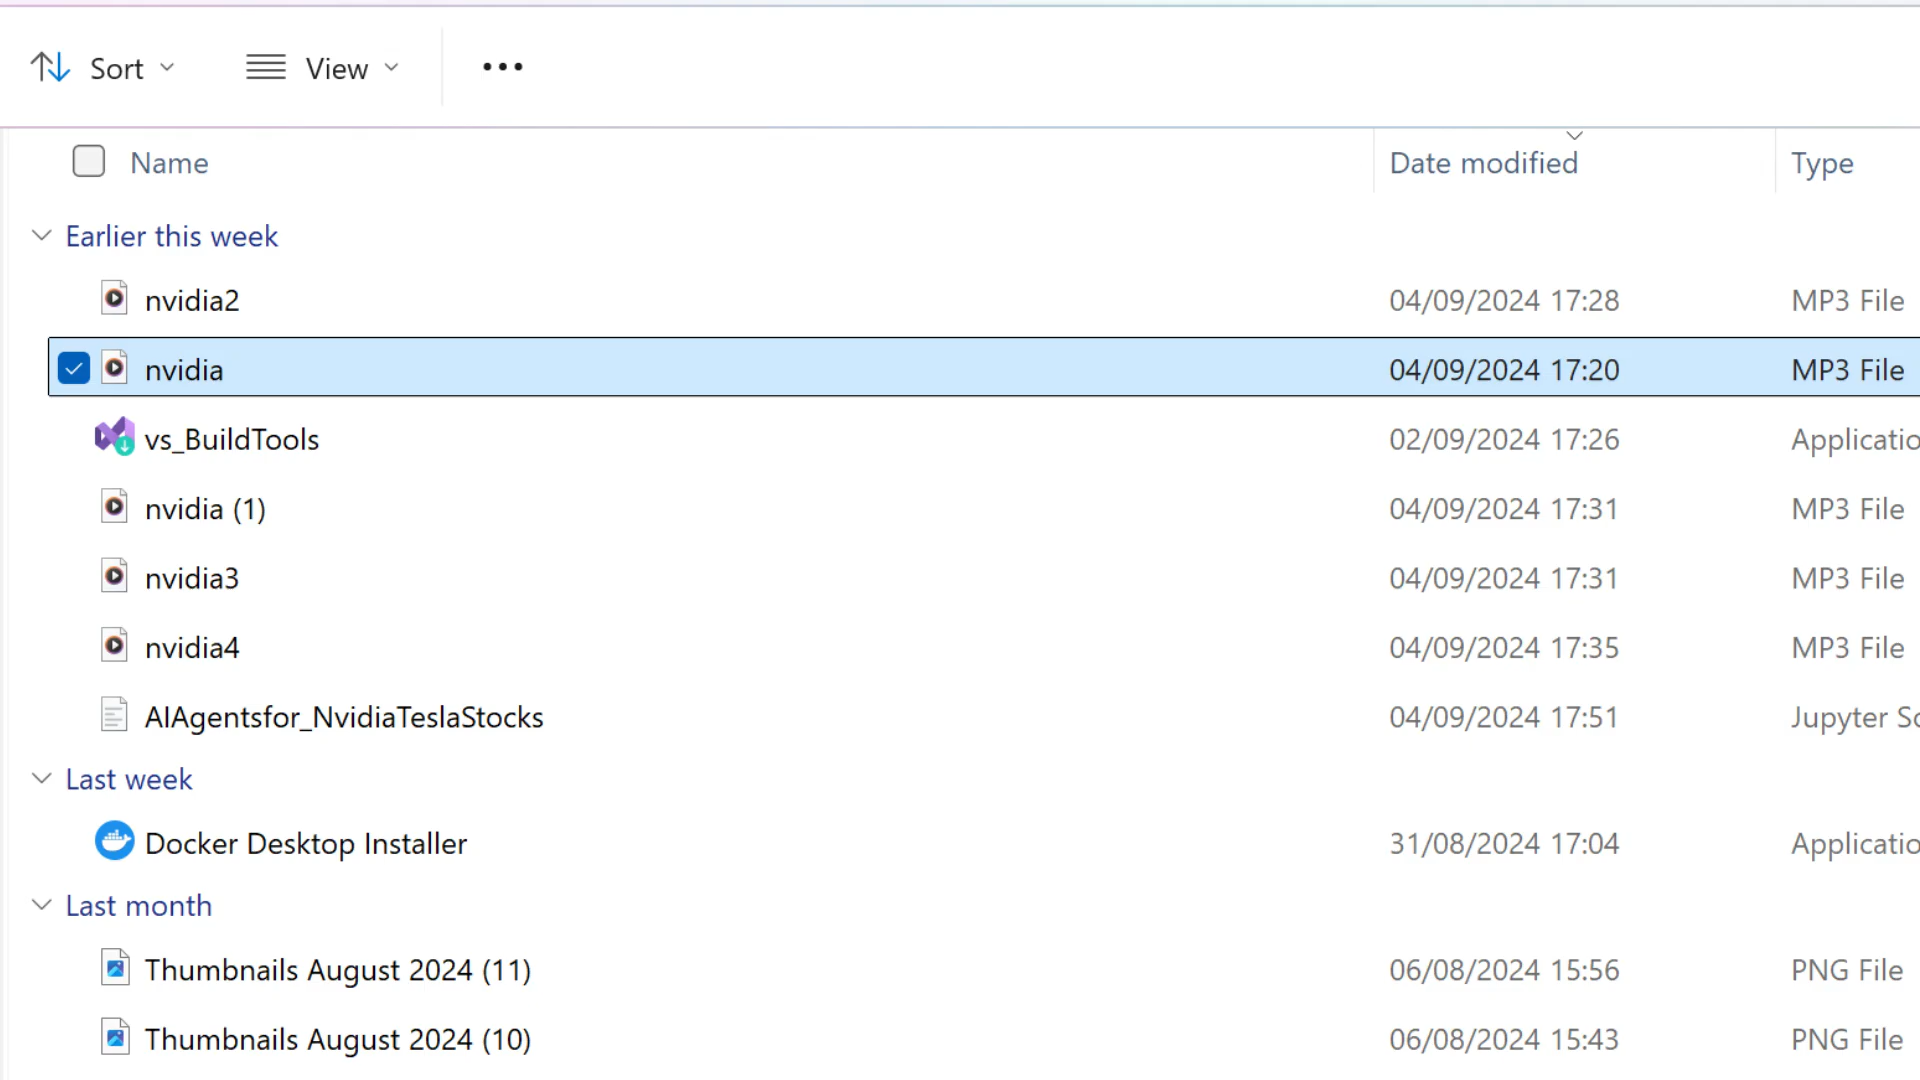 Sort View
Name Date modified Type
Earlier this week
nvidia2 04/09/2024 17:28 MP3 File
nvidia 04/09/2024 17:20 MP3 File
vs_BuildTools 02/09/2024 17:26 Applicatio
nvidia (1) 04/09/2024 17:31 MP3 File
nvidia3 04/09/2024 17:31 MP3 File
nvidia4 04/09/2024 17:35 MP3 File
AIAgentsfor_NvidiaTeslaStocks 04/09/2024 17:51 Jupyter So
Last week
Docker Desktop Installer 31/08/2024 17:04 Applicatio
Last month
Thumbnails August 2024 (11) 06/08/2024 15:56 PNG File
Thumbnails August 2024 (10) 06/08/2024 15:43 PNG File